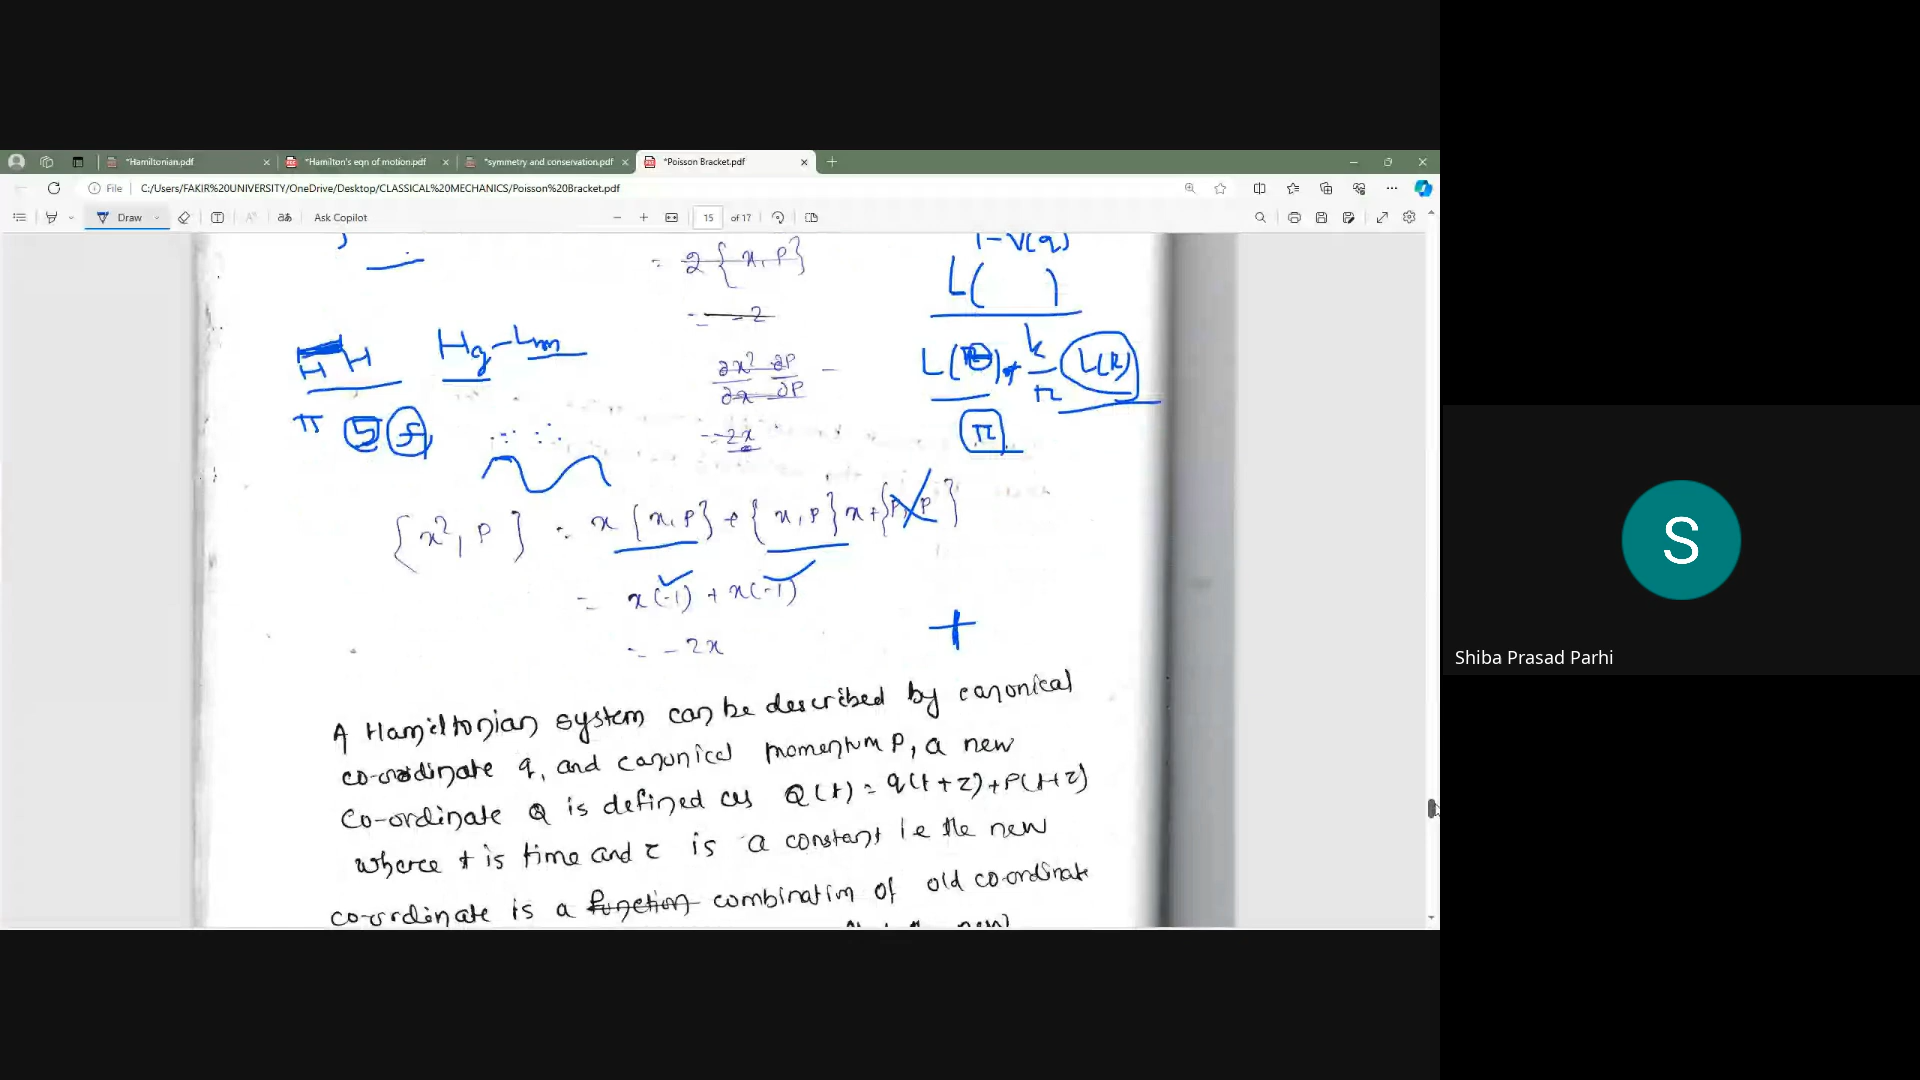 *Hamiltonian.pdf
*Hamilton's eqn of motion.pdf
*symmetry and conservation.pdf
*Poisson Bracket.pdf
File C:/Users/FAKIR%20UNIVERSITY/OneDrive/Desktop/CLASSICAL%20MECHANICS/Poisson%20Bracket.pdf
Draw
Ask Copilot
15 of 17
= 2 {x, P}
L( )
= -2
H H
Hg-Lm
∂x² ∂P
∂x ∂P
k
L(R)
π
-2x
{x², P} = x {x, P} + {x, P} x + {P, P}
= x(-1) + x(-1)
= -2x
+
A Hamiltonian system can be described by canonical
co-ordinate q, and canonical momentum P, a new
Co-ordinate Q is defined as Q(t) = q(t+τ)+P(t+τ)
where t is time and τ is a constant i.e the new
co-ordinate is a function combination of old co-ordinate
new
S
Shiba Prasad Parhi